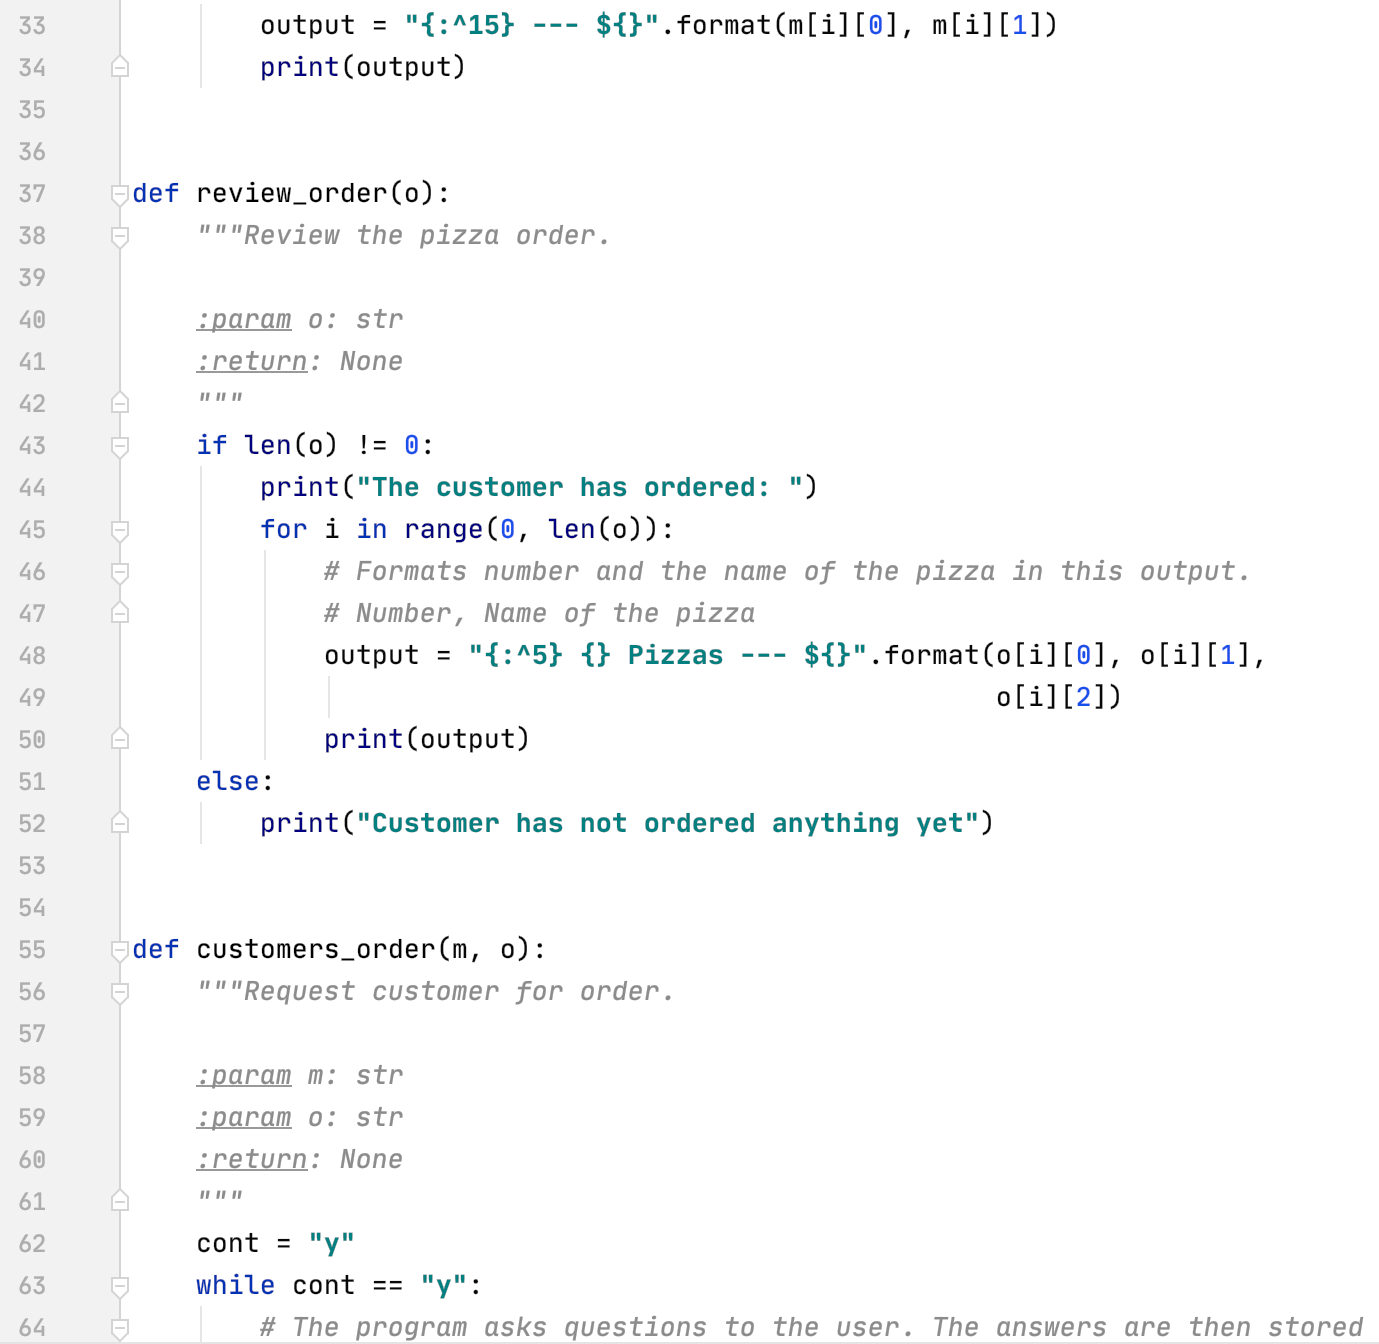 33 output = "{:^15} --- ${}".format(m[i][0], m[i][1])
34 print(output)
35
36
37 def review_order(o):
38 """Review the pizza order.
39
40 :param o: str
41 :return: None
42 """
43 if len(o) != 0:
44 print("The customer has ordered: ")
45 for i in range(0, len(o)):
46 # Formats number and the name of the pizza in this output.
47 # Number, Name of the pizza
48 output = "{:^5} {} Pizzas --- ${}".format(o[i][0], o[i][1],
49 o[i][2])
50 print(output)
51 else:
52 print("Customer has not ordered anything yet")
53
54
55 def customers_order(m, o):
56 """Request customer for order.
57
58 :param m: str
59 :param o: str
60 :return: None
61 """
62 cont = "y"
63 while cont == "y":
64 # The program asks questions to the user. The answers are then stored